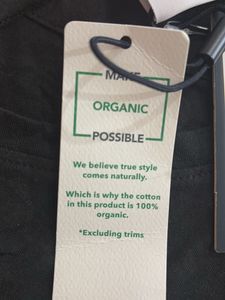 MAKE
ORGANIC
POSSIBLE
We believe true style
comes naturally.
Which is why the cotton
in this product is 100%
organic.
*Excluding trims